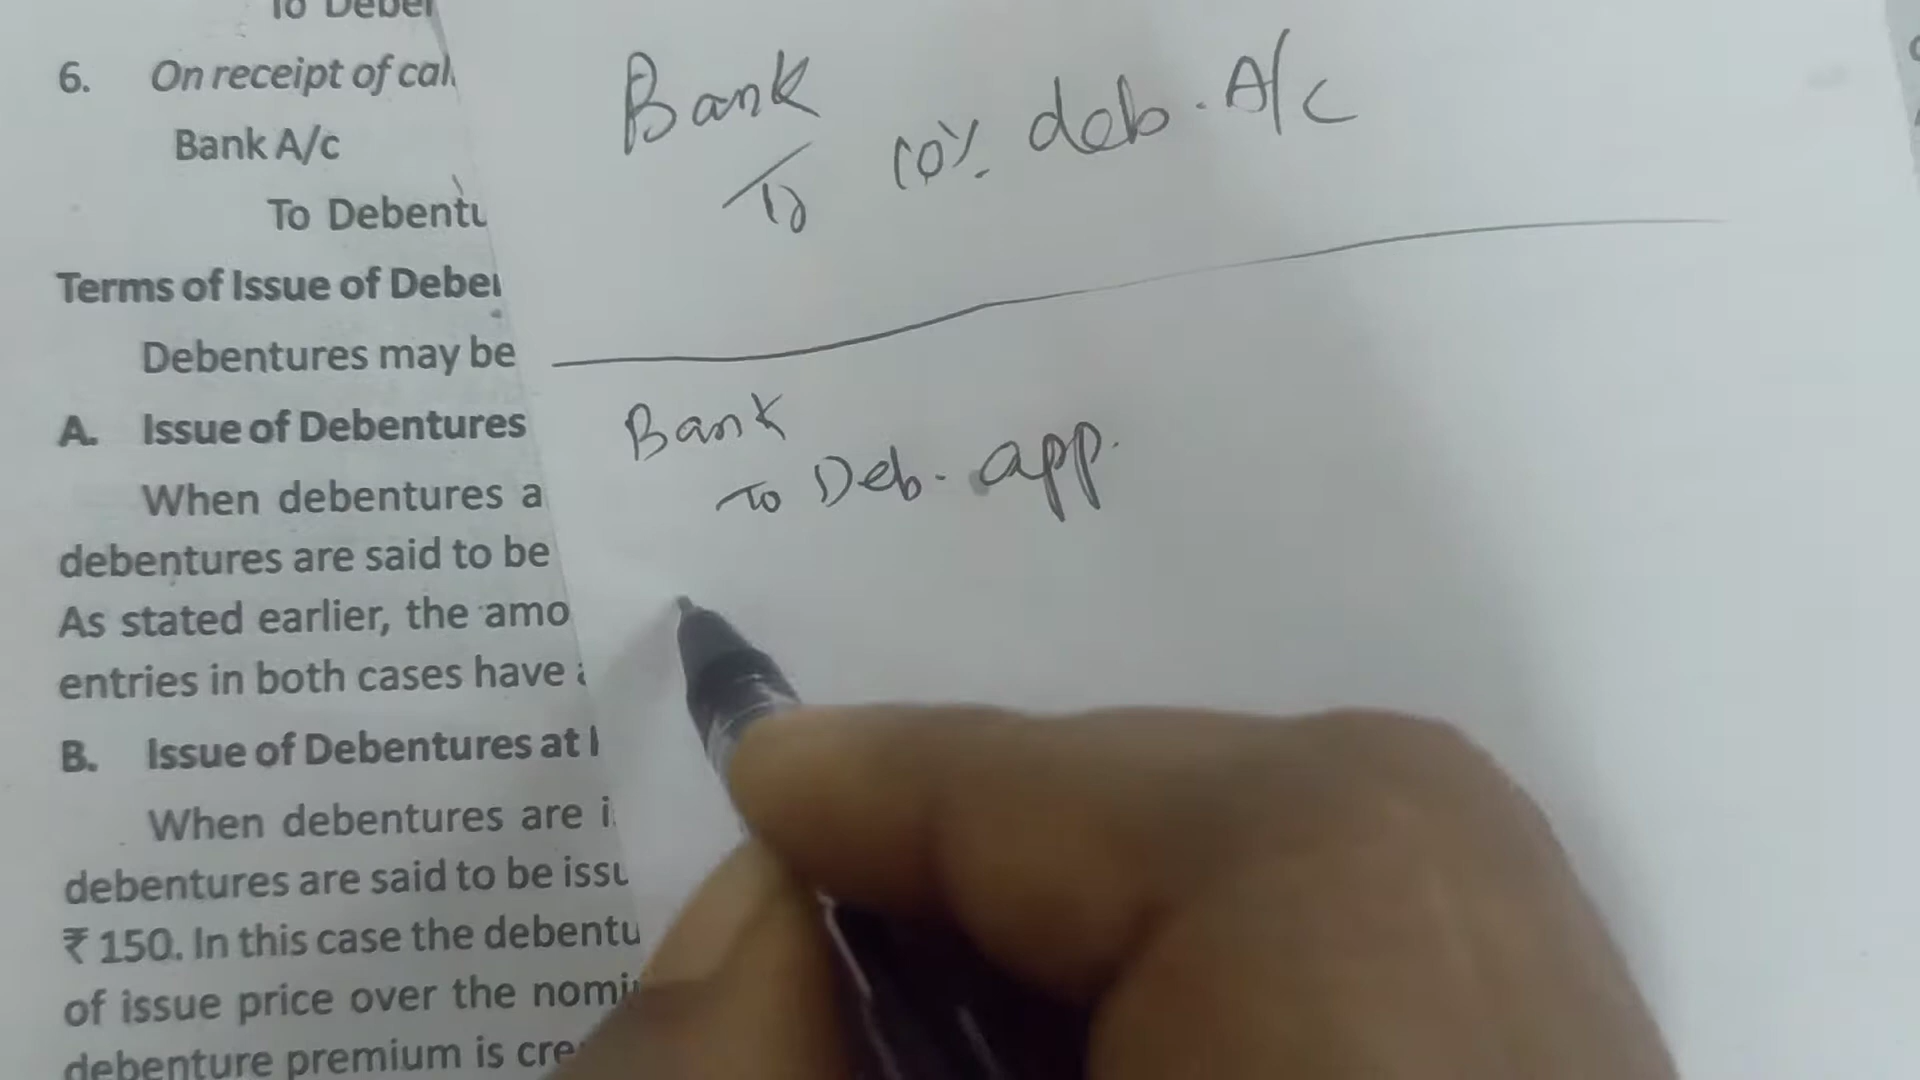 6. On receipt of cal
Bank A/c
To Debentu
Terms of Issue of Deben
Debentures may be
A. Issue of Debentures
When debentures a
debentures are said to be
As stated earlier, the amo
entries in both cases have
B. Issue of Debentures at
When debentures are i
debentures are said to be issu
₹ 150. In this case the debentu
of issue price over the nomi
debenture premium is cre
Bank
To 10% deb. A/c
Bank
To Deb. app.